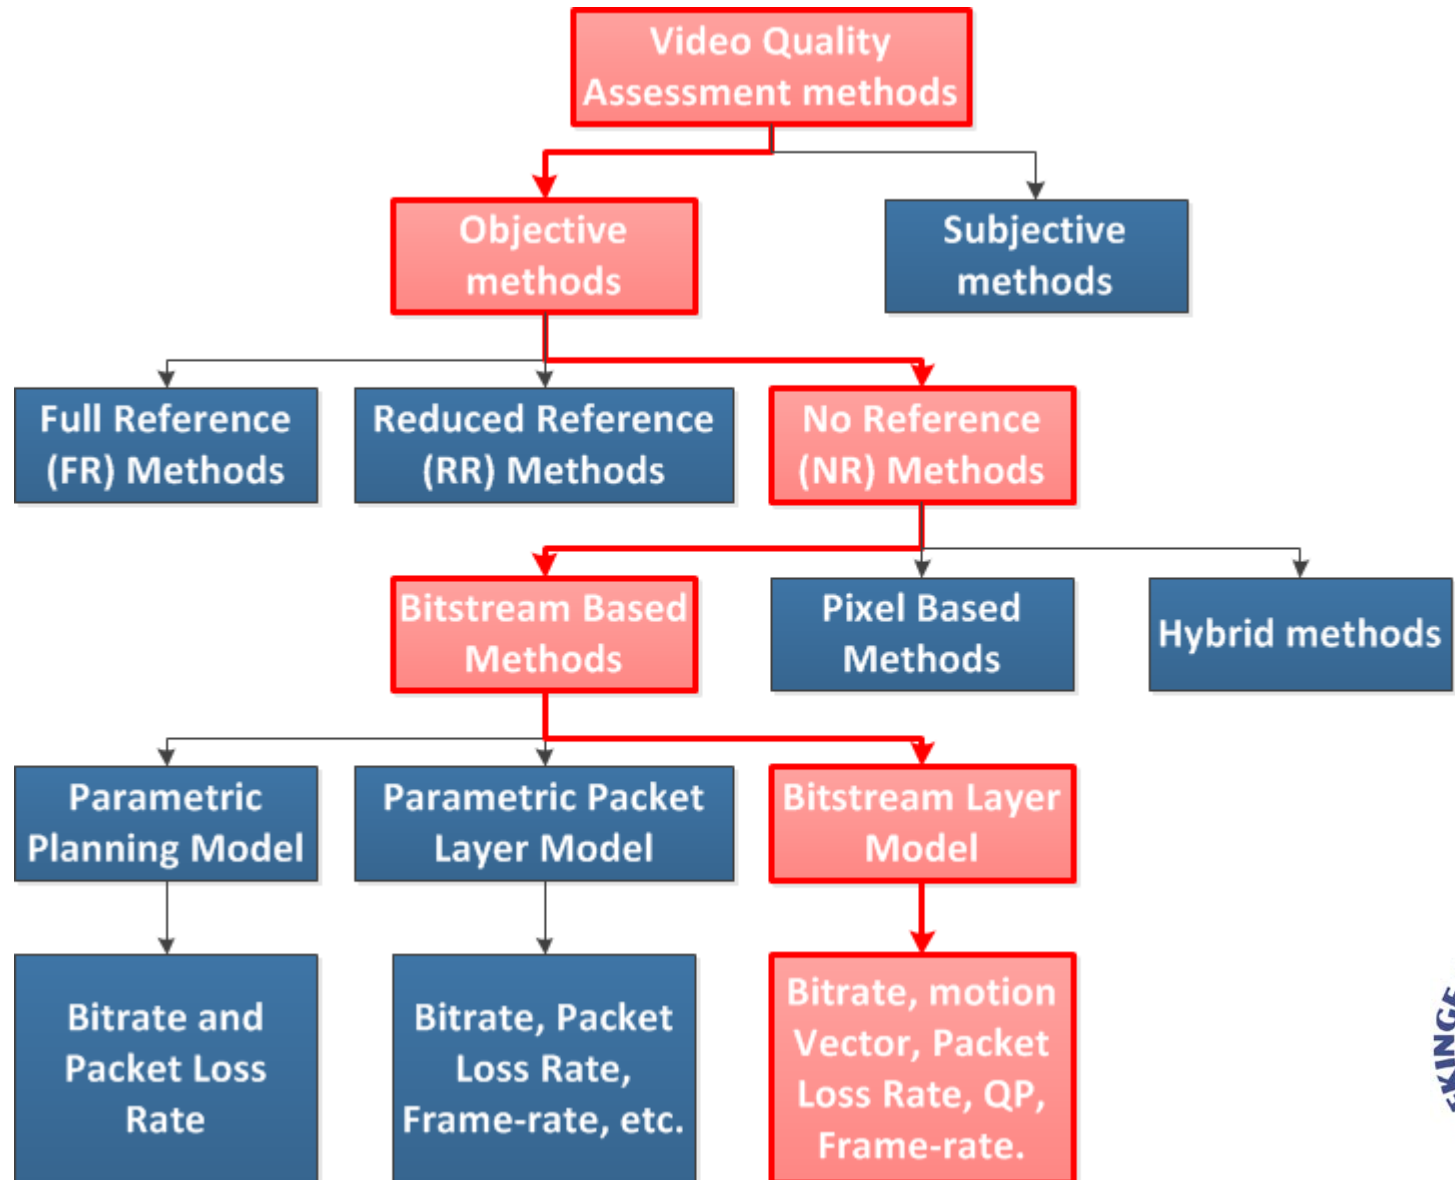 Video Quality
Assessment methods
Objective
methods
Subjective
methods
Full Reference
(FR) Methods
Reduced Reference
(RR) Methods
No Reference
(NR) Methods
Bitstream Based
Methods
Pixel Based
Methods
Hybrid methods
Parametric
Planning Model
Parametric Packet
Layer Model
Bitstream Layer
Model
Bitrate and
Packet Loss
Rate
Bitrate, Packet
Loss Rate,
Frame-rate, etc.
Bitrate, motion
Vector, Packet
Loss Rate, QP,
Frame-rate.